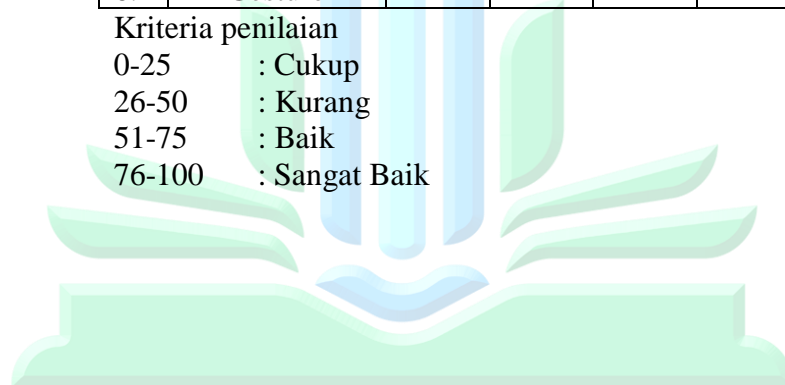 Kriteria penilaian
0-25 : Cukup
26-50 : Kurang
51-75 : Baik
76-100 : Sangat Baik